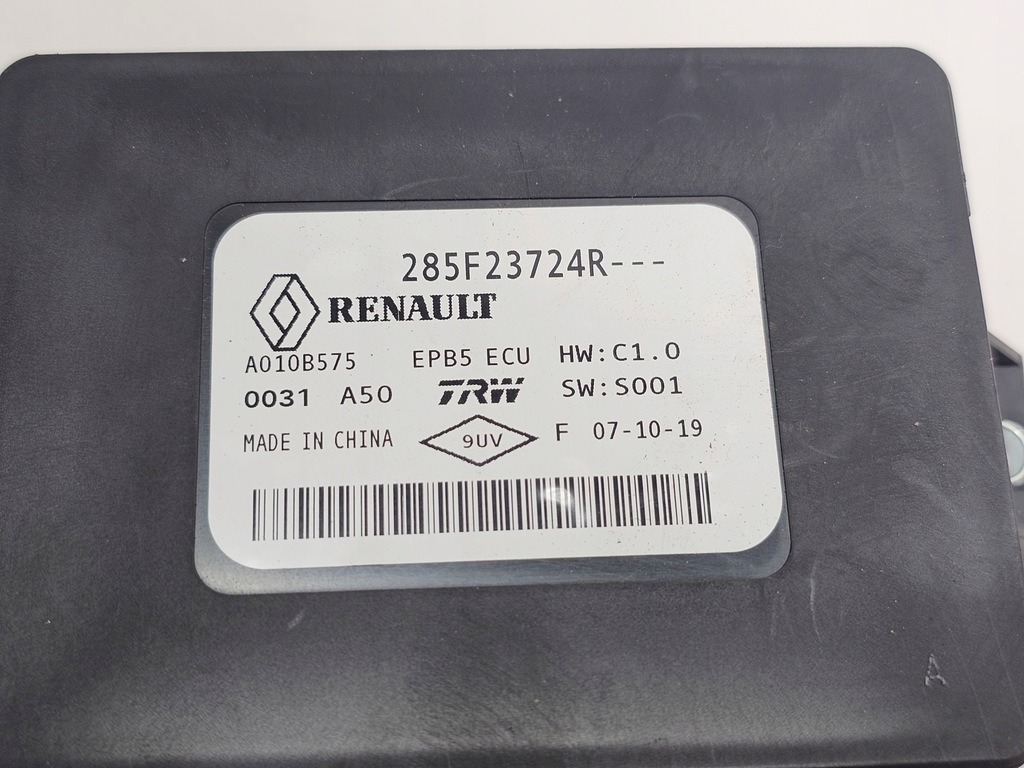 285F23724R---
RENAULT
A010B575 EPB5 ECU HW:C1.0
0031 A50 TRW SW:S001
MADE IN CHINA 9UV F 07-10-19
A